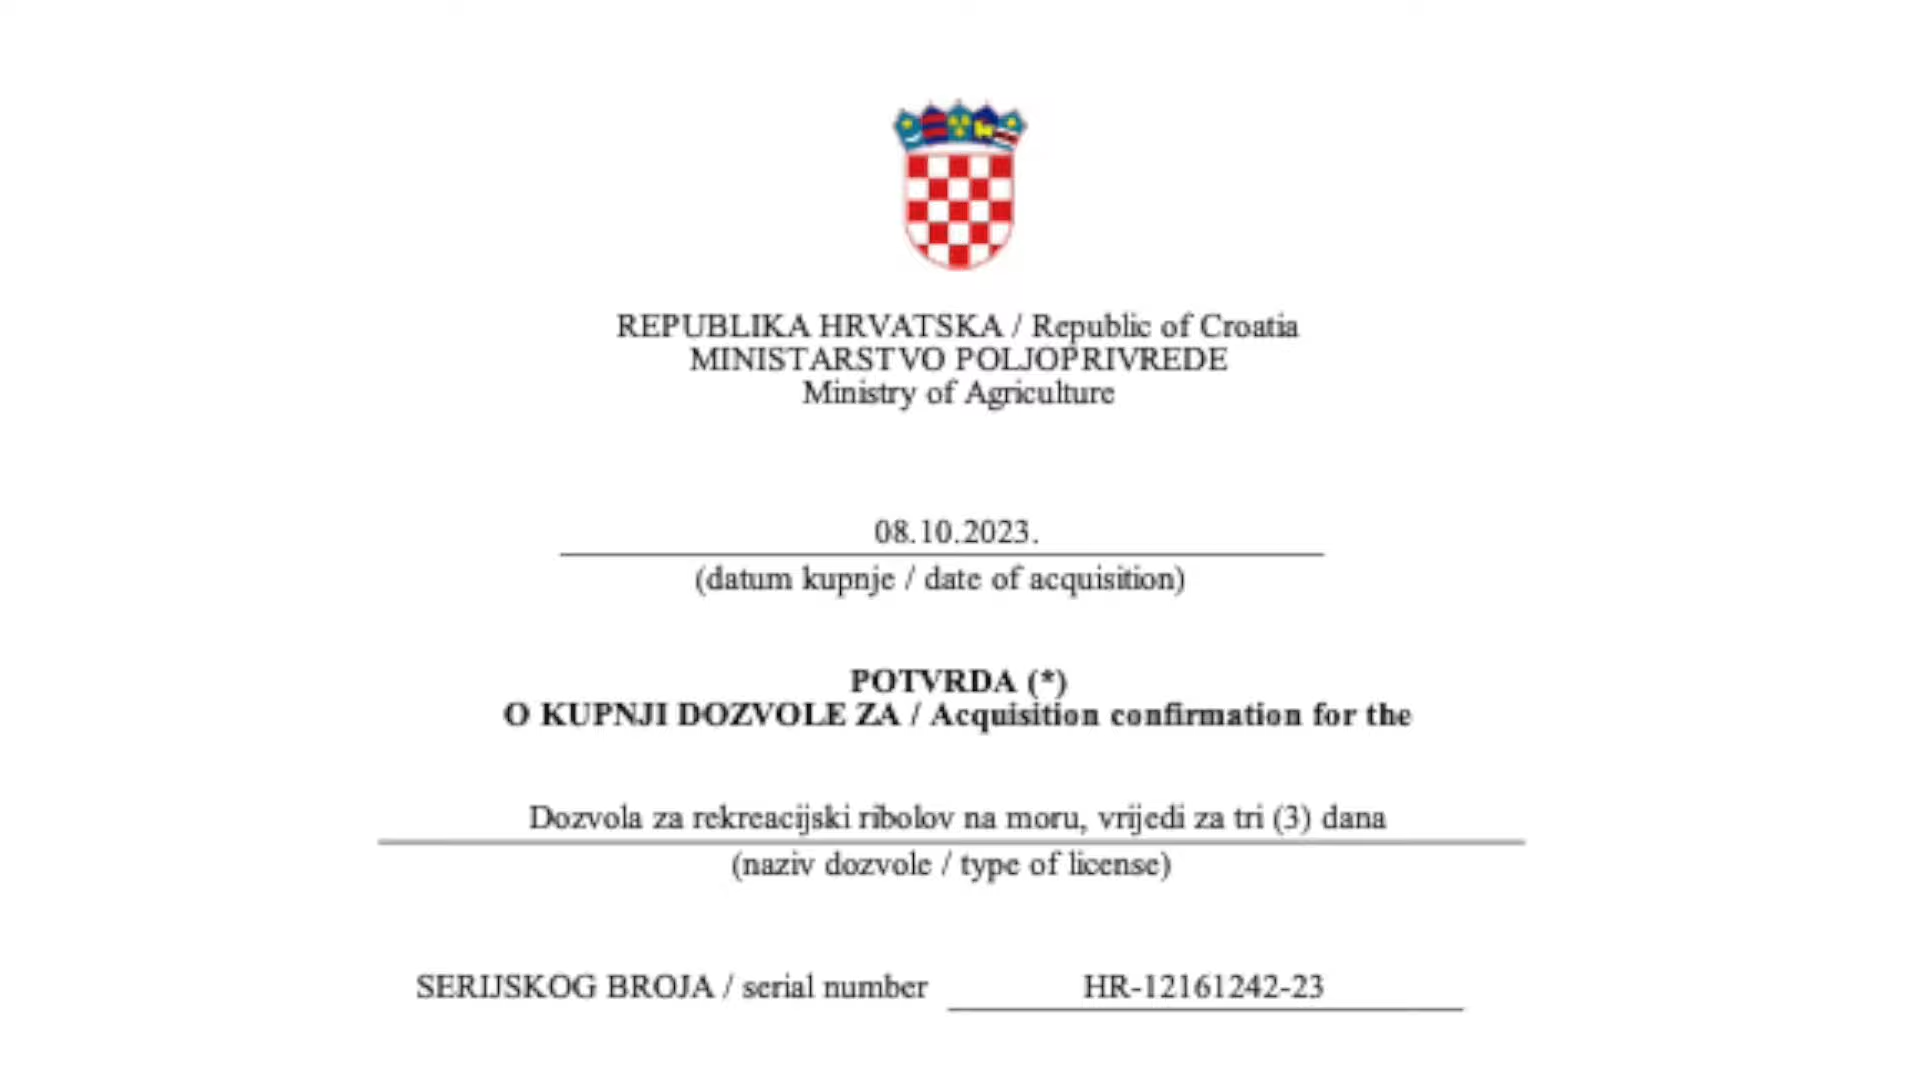 REPUBLIKA HRVATSKA / Republic of Croatia
MINISTARSTVO POLJOPRIVREDE
Ministry of Agriculture
08.10.2023.
(datum kupnje / date of acquisition)
POTVRDA (*)
O KUPNJI DOZVOLE ZA / Acquisition confirmation for the
Dozvola za rekreacijski ribolov na moru, vrijedi za tri (3) dana
(naziv dozvole / type of license)
SERIJSKOG BROJA / serial number HR-12161242-23